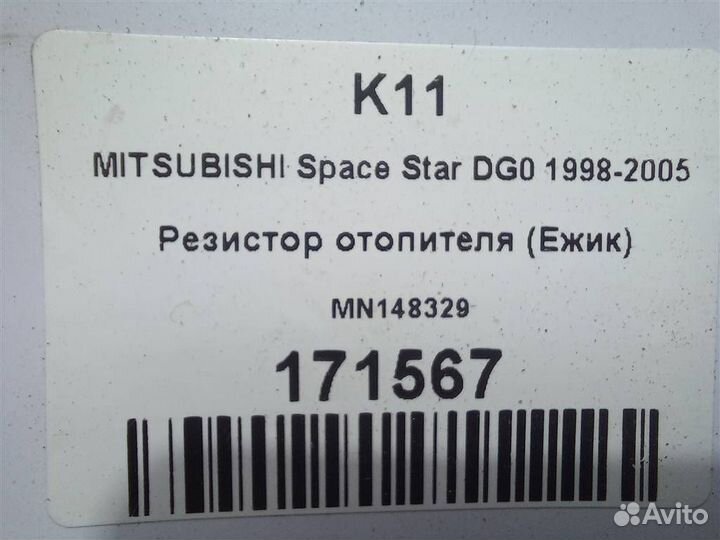 K11
MITSUBISHI Space Star DG0 1998-2005
Резистор отопителя (Ежик)
MN148329
171567
Avito